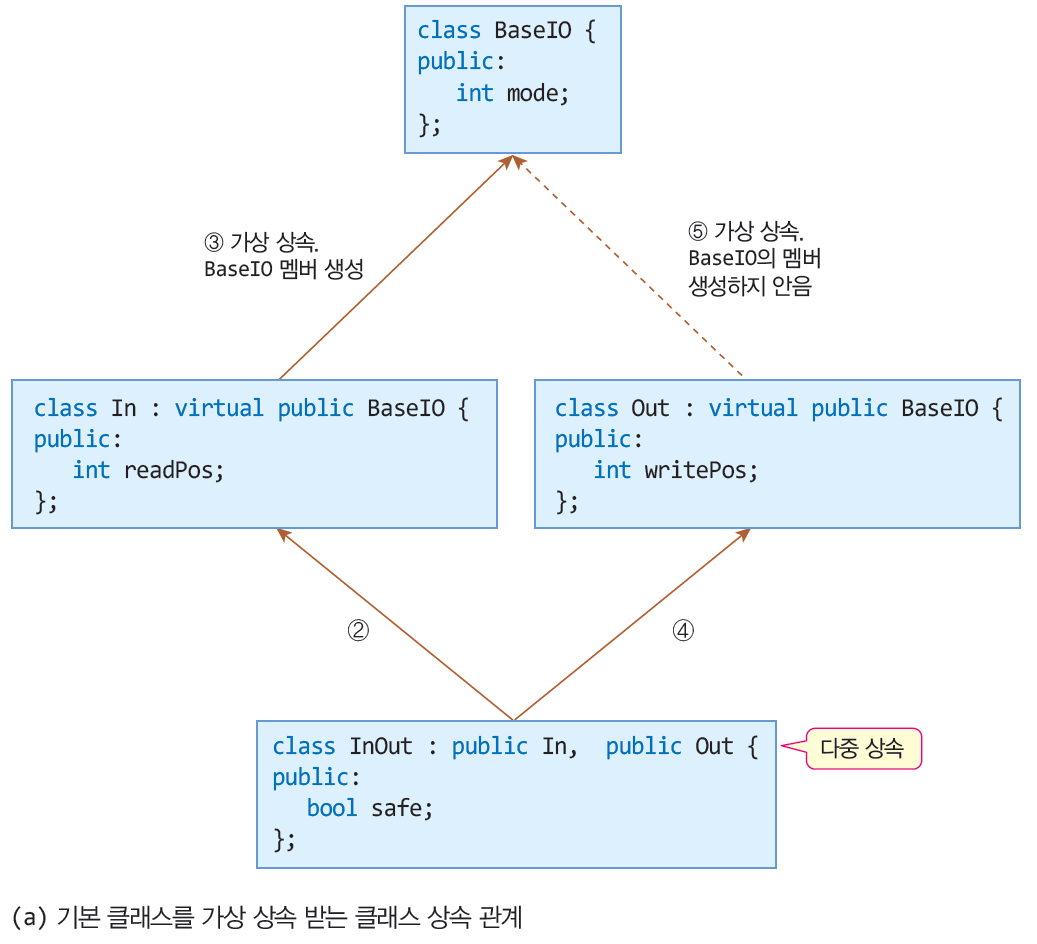 class BaseIO {
public:
int mode;
};
③ 가상 상속.
BaseIO 멤버 생성
⑤ 가상 상속.
BaseIO의 멤버
생성하지 안음
class In : virtual public BaseIO {
public:
int readPos;
};
class Out : virtual public BaseIO {
public:
int writePos;
};
②
④
class InOut : public In, public Out {
public:
bool safe;
};
다중 상속
(a) 기본 클래스를 가상 상속 받는 클래스 상속 관계